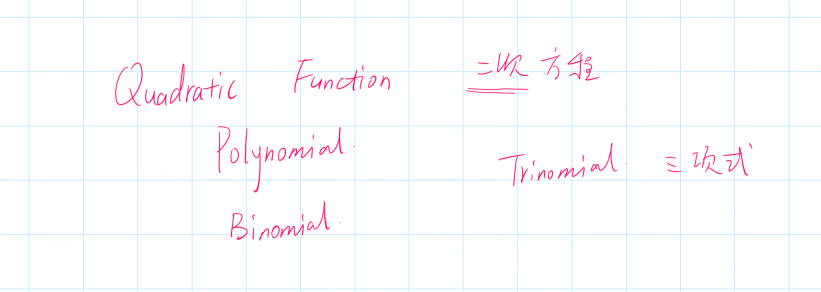 Quadratic Function 二次方程
Polynomial.
Trinomial. 三项式
Binomial.